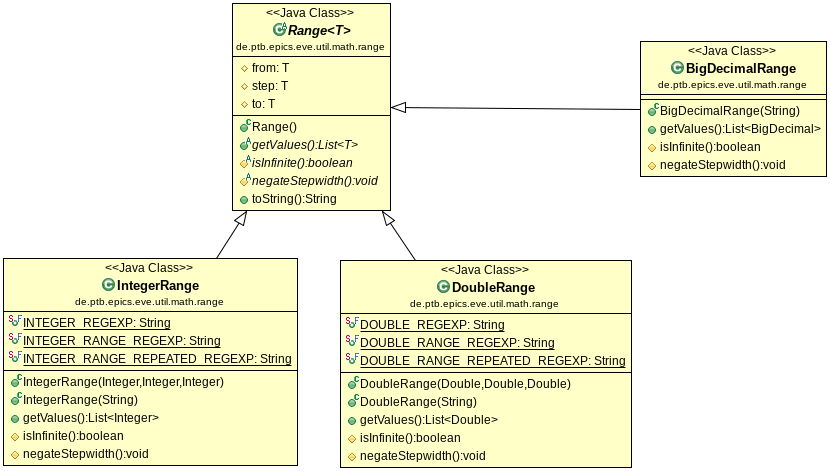 <<Java Class>>
Range<T>
de.ptb.epics.eve.util.math.range
from: T
step: T
to: T
Range()
getValues():List<T>
isInfinite():boolean
negateStepwidth():void
toString():String
<<Java Class>>
BigDecimalRange
de.ptb.epics.eve.util.math.range
BigDecimalRange(String)
getValues():List<BigDecimal>
isInfinite():boolean
negateStepwidth():void
<<Java Class>>
IntegerRange
de.ptb.epics.eve.util.math.range
INTEGER_REGEXP: String
INTEGER_RANGE_REGEXP: String
INTEGER_RANGE_REPEATED_REGEXP: String
IntegerRange(Integer,Integer,Integer)
IntegerRange(String)
getValues():List<Integer>
isInfinite():boolean
negateStepwidth():void
<<Java Class>>
DoubleRange
de.ptb.epics.eve.util.math.range
DOUBLE_REGEXP: String
DOUBLE_RANGE_REGEXP: String
DOUBLE_RANGE_REPEATED_REGEXP: String
DoubleRange(Double,Double,Double)
DoubleRange(String)
getValues():List<Double>
isInfinite():boolean
negateStepwidth():void